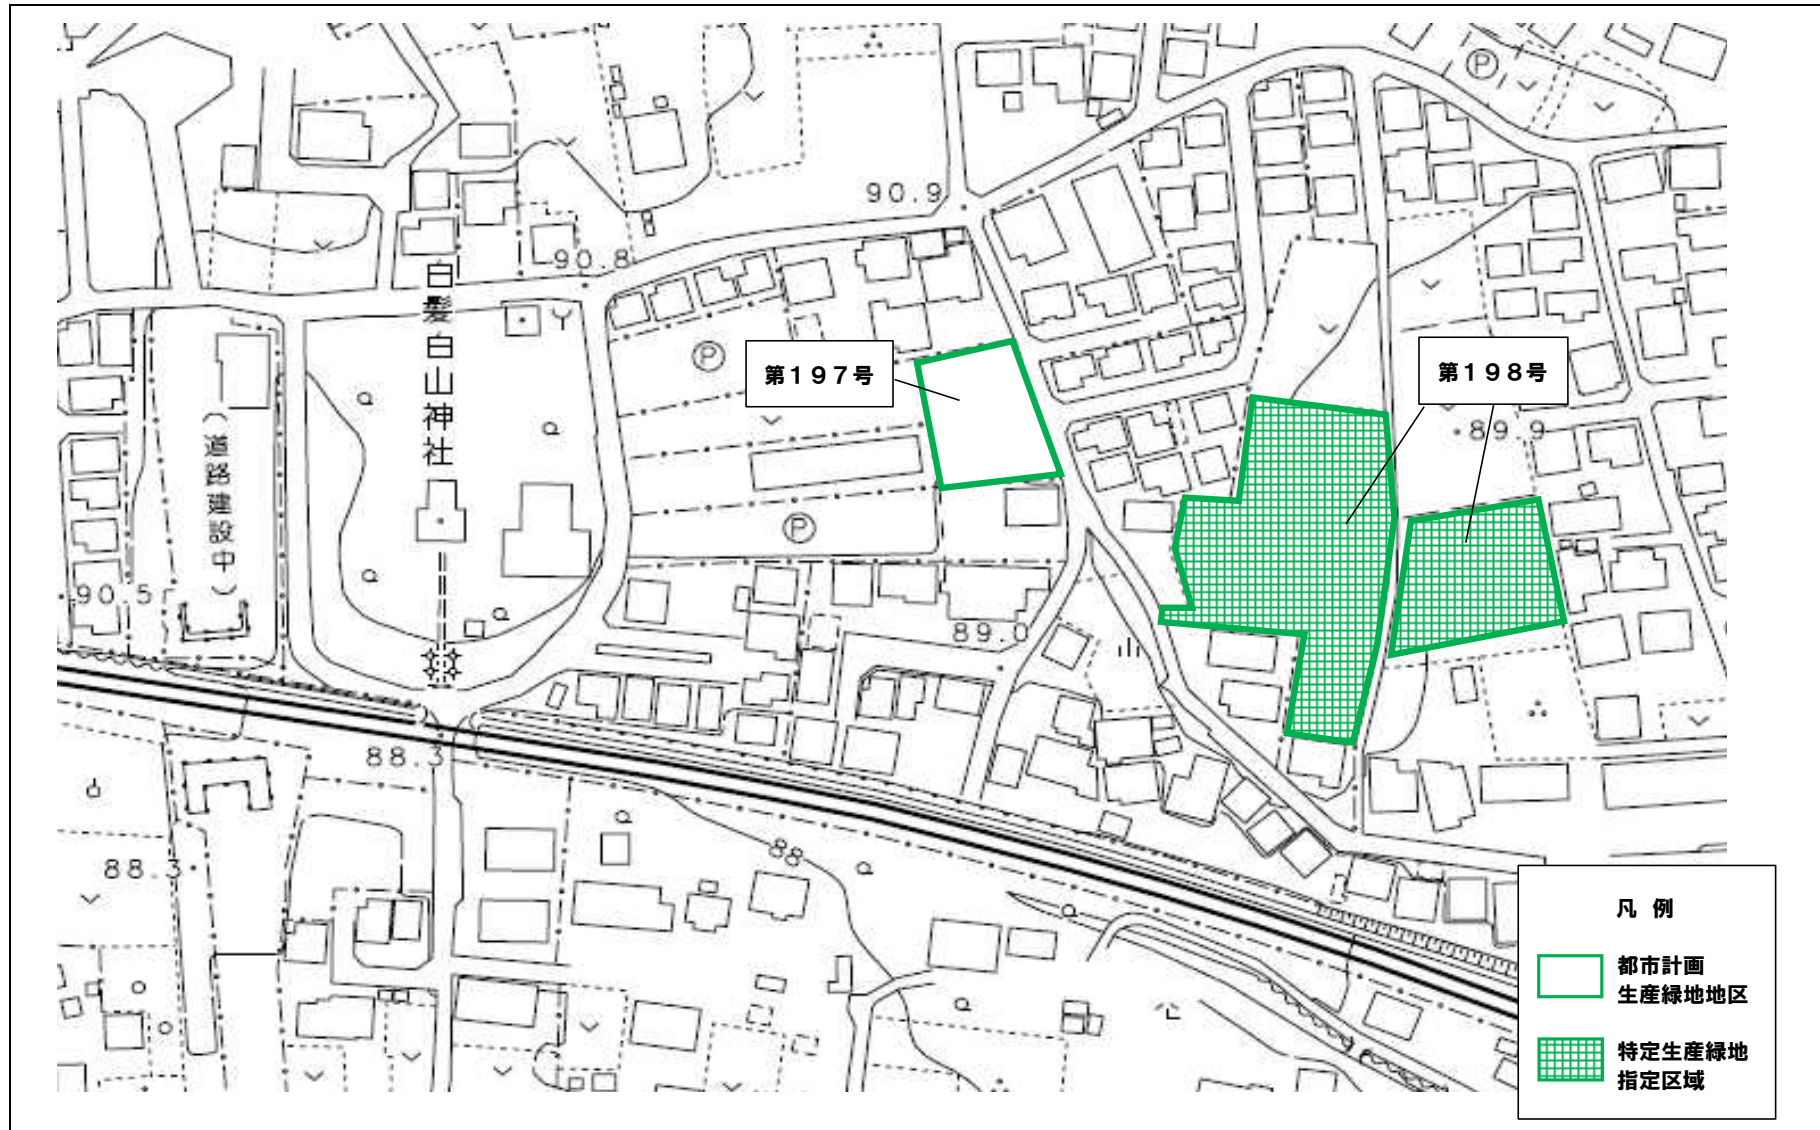 90.9
90.8
白髪白山神社
第197号
第198号
89.9
(道路建設中)
90.5
89.0
88.3
88
88.3
P
P
P
凡 例
都市計画
生産緑地地区
特定生産緑地
指定区域